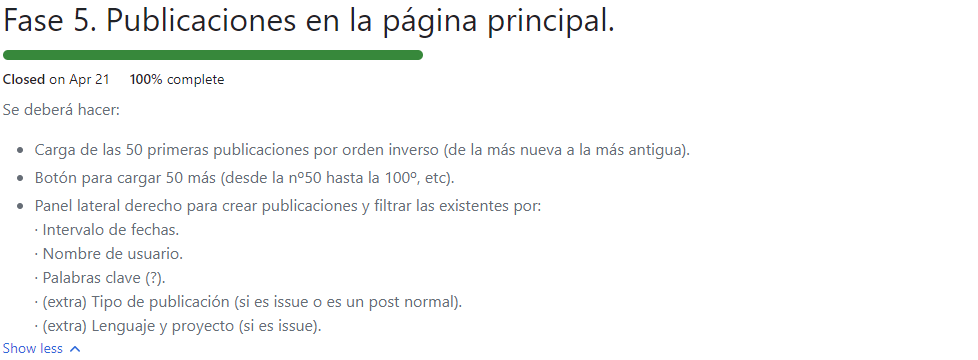 Fase 5. Publicaciones en la página principal.
Closed on Apr 21 100% complete
Se deberá hacer:
• Carga de las 50 primeras publicaciones por orden inverso (de la más nueva a la más antigua).
• Botón para cargar 50 más (desde la nº50 hasta la 100º, etc).
• Panel lateral derecho para crear publicaciones y filtrar las existentes por:
· Intervalo de fechas.
· Nombre de usuario.
· Palabras clave (?).
· (extra) Tipo de publicación (si es issue o es un post normal).
· (extra) Lenguaje y proyecto (si es issue).
Show less